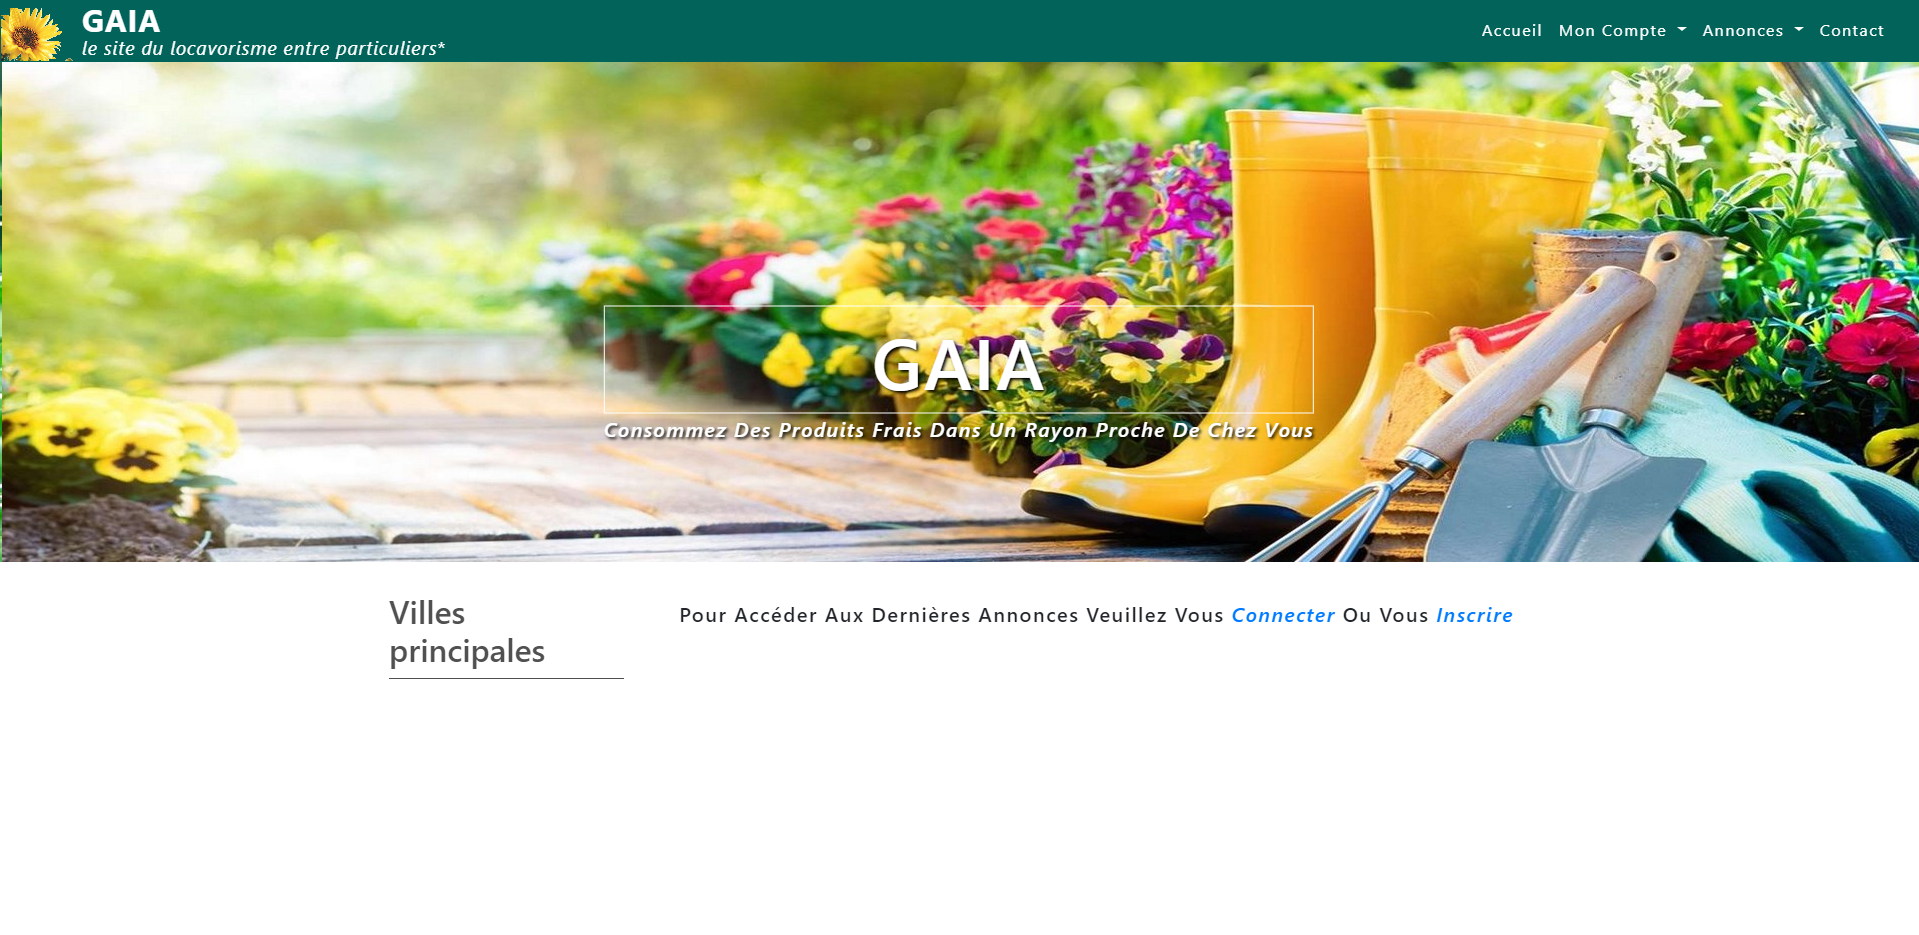 GAIA
le site du locavorisme entre particuliers*
Accueil Mon Compte Annonces Contact
GAIA
Consommez Des Produits Frais Dans Un Rayon Proche De Chez Vous
Villes
principales
Pour Accéder Aux Dernières Annonces Veuillez Vous Connecter Ou Vous Inscrire